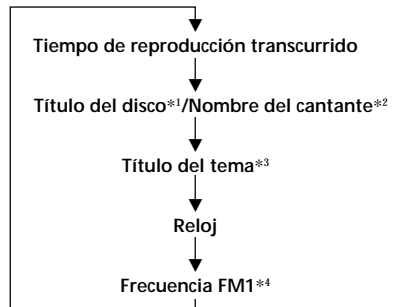 Tiempo de reproducción transcurrido
Título del disco*1/Nombre del cantante*2
Título del tema*3
Reloj
Frecuencia FM1*4